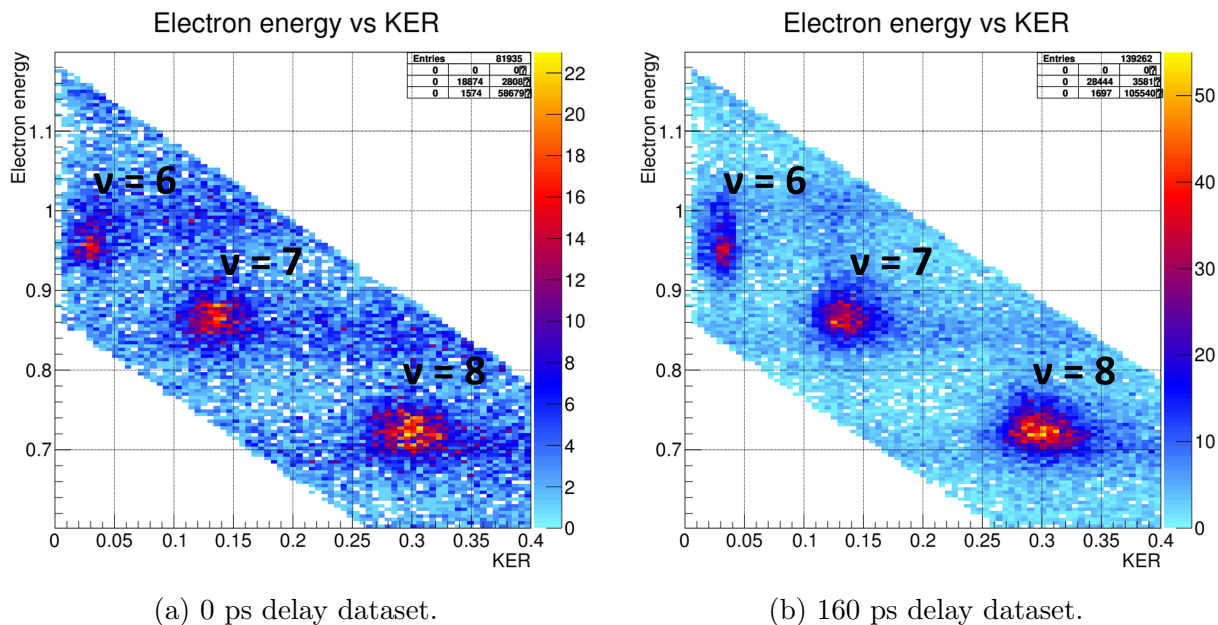 Electron energy vs KER
Electron energy
Entries 81935
0 0 0
0 18874 2808
0 1574 58679
1.1
1
0.9
0.8
0.7
ν = 6
ν = 7
ν = 8
22
20
18
16
14
12
10
8
6
4
2
0
0 0.05 0.1 0.15 0.2 0.25 0.3 0.35 0.4
KER
(a) 0 ps delay dataset.
Electron energy vs KER
Electron energy
Entries 139262
0 0 0
0 28444 3581
0 1697 105540
1.1
1
0.9
0.8
0.7
ν = 6
ν = 7
ν = 8
50
40
30
20
10
0
0 0.05 0.1 0.15 0.2 0.25 0.3 0.35 0.4
KER
(b) 160 ps delay dataset.